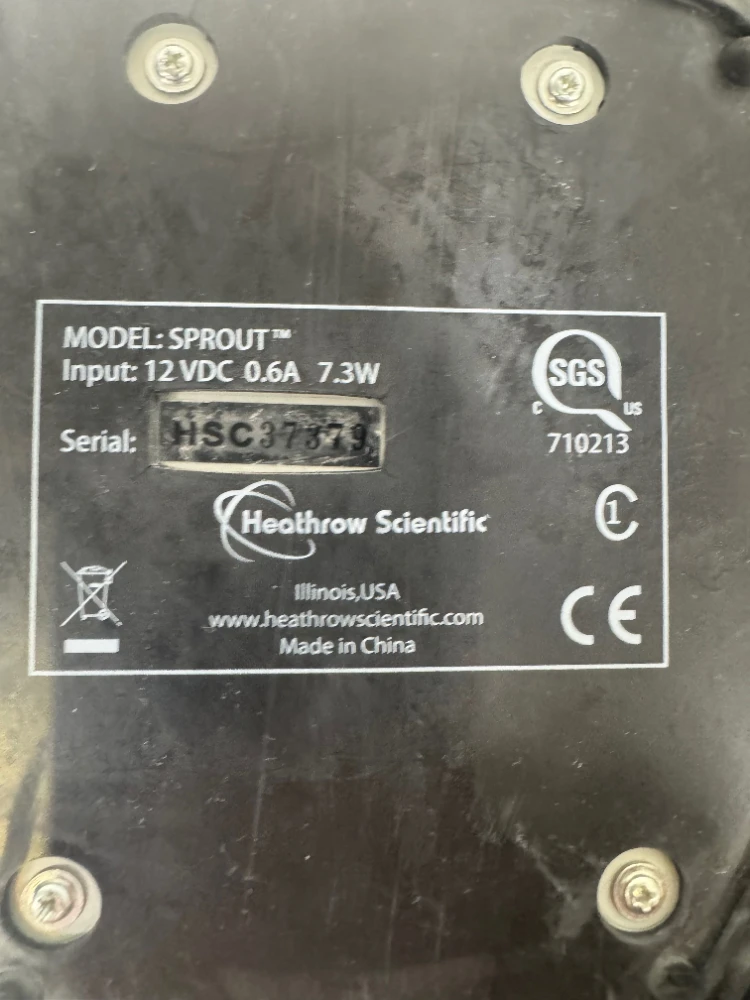 MODEL: SPROUT™
Input: 12 VDC 0.6A 7.3W
Serial: HSC37379
SGS
C US
710213
1
Heathrow Scientific
Illinois,USA
www.heathrowscientific.com
Made in China
CE